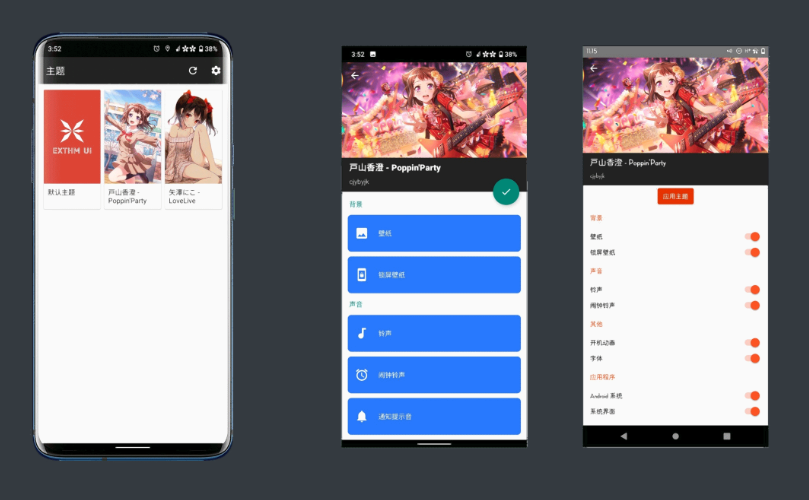 3:52
38%
主题
EXTHM UI
默认主题
戸山香澄 -
Poppin'Party
矢澤にこ -
LoveLive
3:52
38%
戸山香澄 - Poppin'Party
cjybyjk
背景
壁纸
锁屏壁纸
声音
铃声
闹钟铃声
通知提示音
11:15
戸山香澄 - Poppin'Party
cjybyjk
应用主题
背景
壁纸
锁屏壁纸
声音
铃声
闹钟铃声
其他
开机动画
字体
应用程序
Android 系统
系统界面